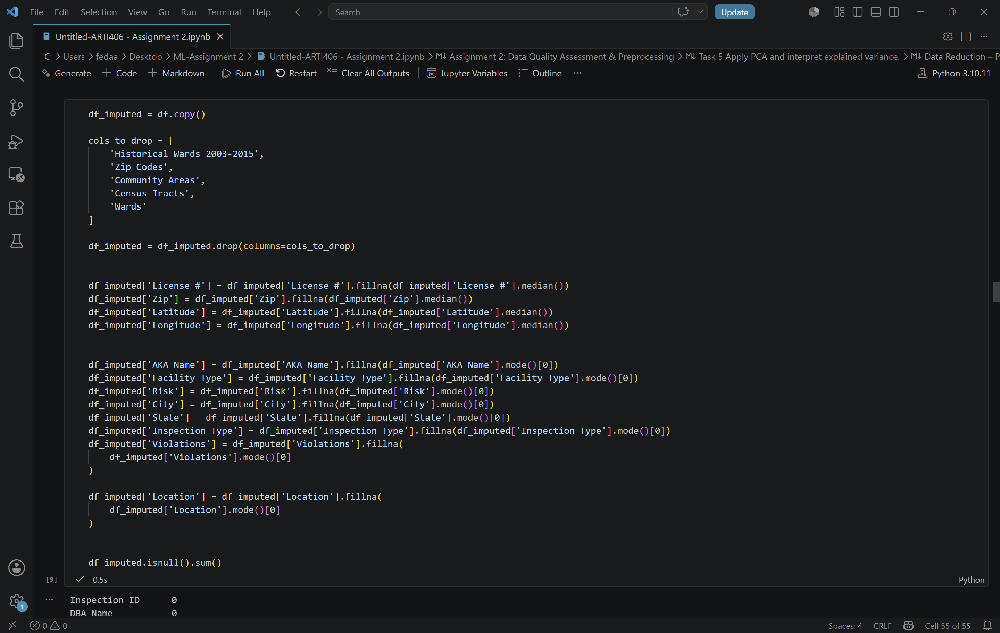 File Edit Selection View Go Run Terminal Help Search Update
Untitled-ARTI406 - Assignment 2.ipynb
C: > Users > fedaa > Desktop > ML-Assignment 2 > Untitled-ARTI406 - Assignment 2.ipynb > M↓ Assignment 2: Data Quality Assessment & Preprocessing > M↓ Task 5 Apply PCA and interpret explained variance. > M↓ Data Reduction – P
Generate + Code + Markdown Run All Restart Clear All Outputs Jupyter Variables Outline ... Python 3.10.11
df_imputed = df.copy()
cols_to_drop = [
    'Historical Wards 2003-2015',
    'Zip Codes',
    'Community Areas',
    'Census Tracts',
    'Wards'
]
df_imputed = df_imputed.drop(columns=cols_to_drop)
df_imputed['License #'] = df_imputed['License #'].fillna(df_imputed['License #'].median())
df_imputed['Zip'] = df_imputed['Zip'].fillna(df_imputed['Zip'].median())
df_imputed['Latitude'] = df_imputed['Latitude'].fillna(df_imputed['Latitude'].median())
df_imputed['Longitude'] = df_imputed['Longitude'].fillna(df_imputed['Longitude'].median())
df_imputed['AKA Name'] = df_imputed['AKA Name'].fillna(df_imputed['AKA Name'].mode()[0])
df_imputed['Facility Type'] = df_imputed['Facility Type'].fillna(df_imputed['Facility Type'].mode()[0])
df_imputed['Risk'] = df_imputed['Risk'].fillna(df_imputed['Risk'].mode()[0])
df_imputed['City'] = df_imputed['City'].fillna(df_imputed['City'].mode()[0])
df_imputed['State'] = df_imputed['State'].fillna(df_imputed['State'].mode()[0])
df_imputed['Inspection Type'] = df_imputed['Inspection Type'].fillna(df_imputed['Inspection Type'].mode()[0])
df_imputed['Violations'] = df_imputed['Violations'].fillna(
    df_imputed['Violations'].mode()[0]
)
df_imputed['Location'] = df_imputed['Location'].fillna(
    df_imputed['Location'].mode()[0]
)
df_imputed.isnull().sum()
[9] ✓ 0.5s Python
... Inspection ID 0
DBA Name 0
1
0 0 Spaces: 4 CRLF Cell 55 of 55